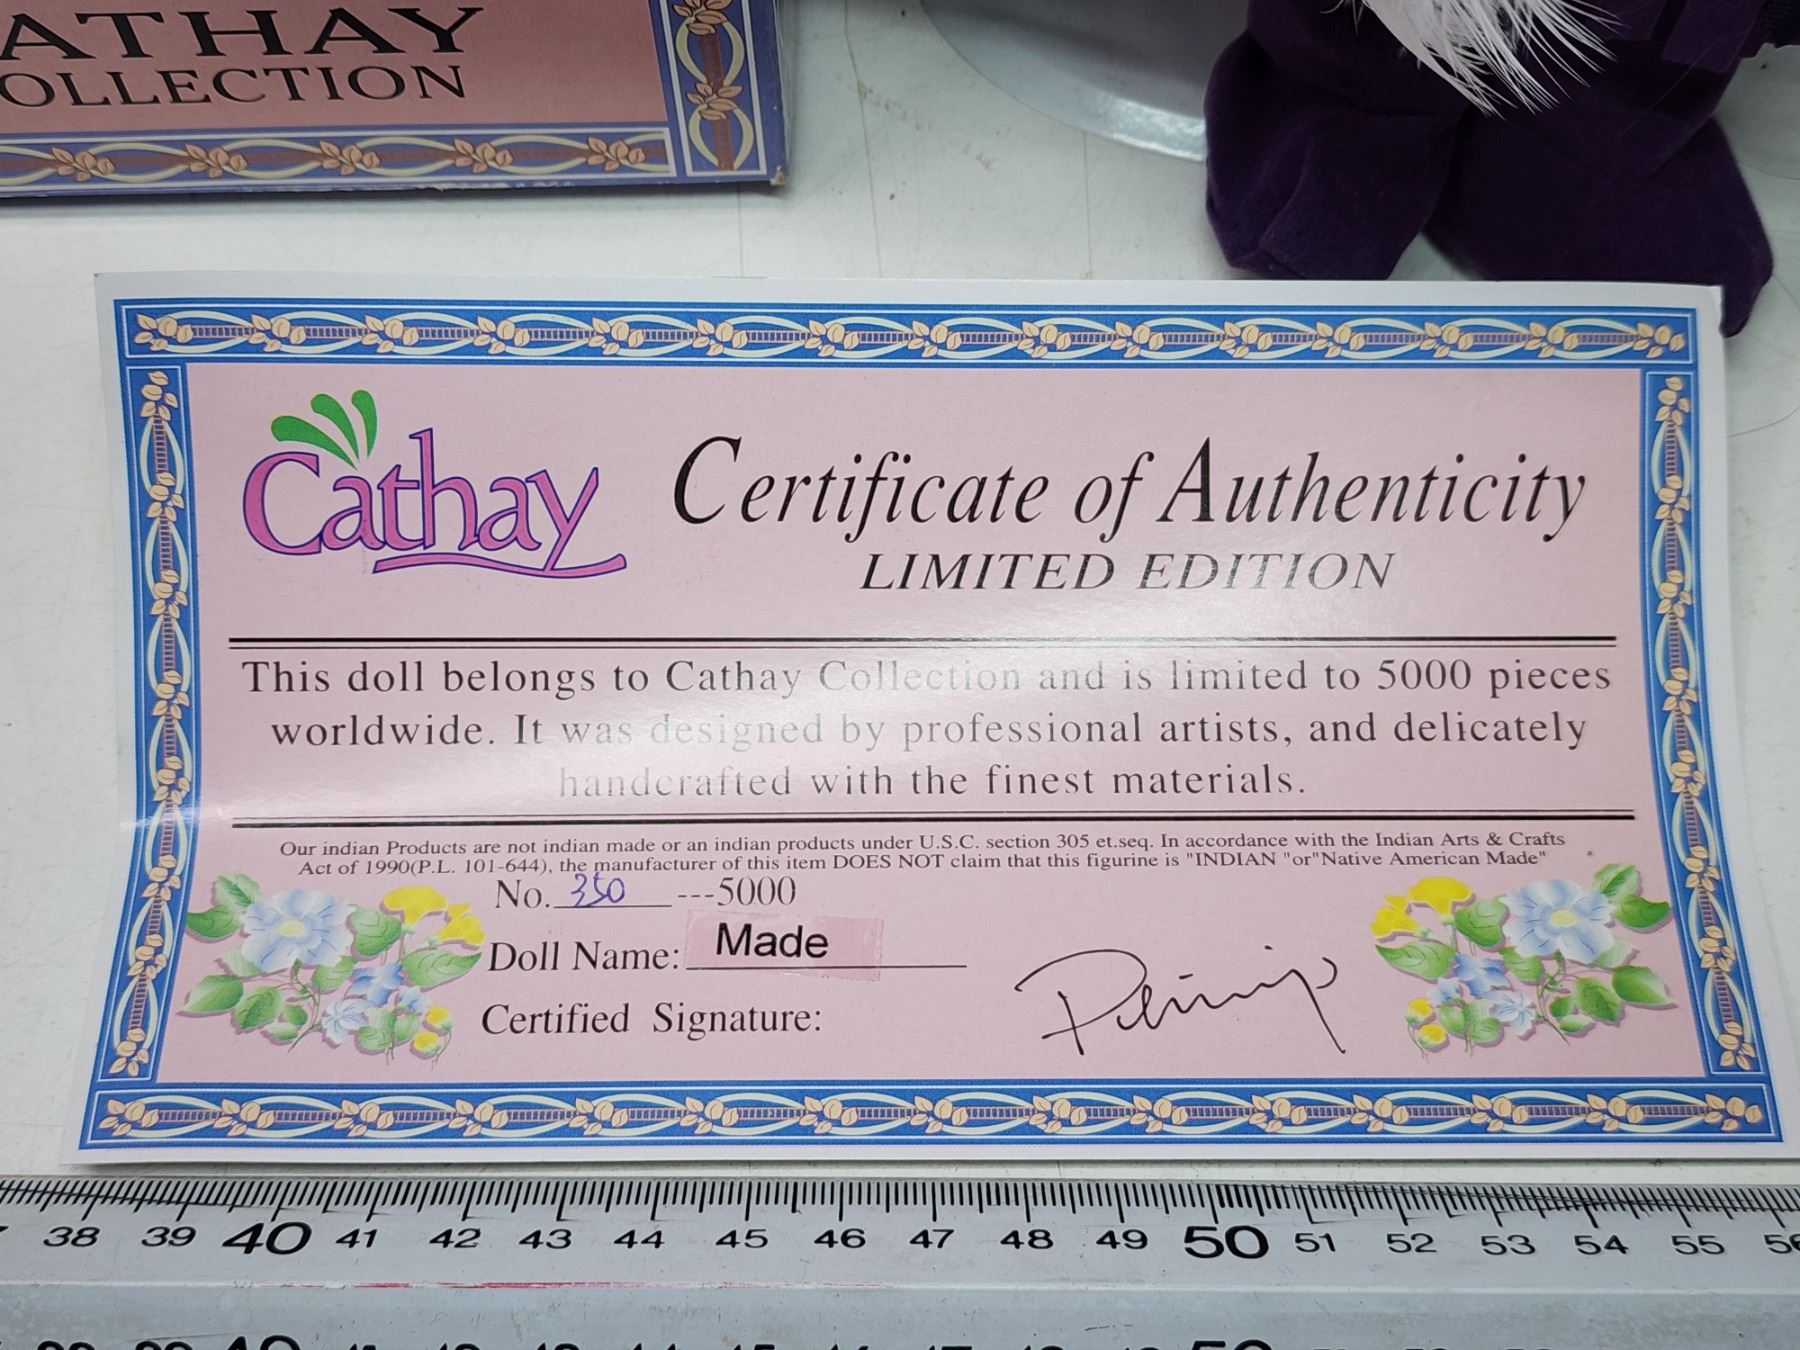 ATHAY
OLLECTION
Cathay
Certificate of Authenticity
LIMITED EDITION
This doll belongs to Cathay Collection and is limited to 5000 pieces
worldwide. It was designed by professional artists, and delicately
handcrafted with the finest materials.
Our indian Products are not indian made or an indian products under U.S.C. section 305 et.seq. In accordance with the Indian Arts & Crafts
Act of 1990(P.L. 101-644), the manufacturer of this item DOES NOT claim that this figurine is "INDIAN "or"Native American Made"
No. 350 ---5000
Doll Name: Made
Certified Signature:
38 39 40 41 42 43 44 45 46 47 48 49 50 51 52 53 54 55